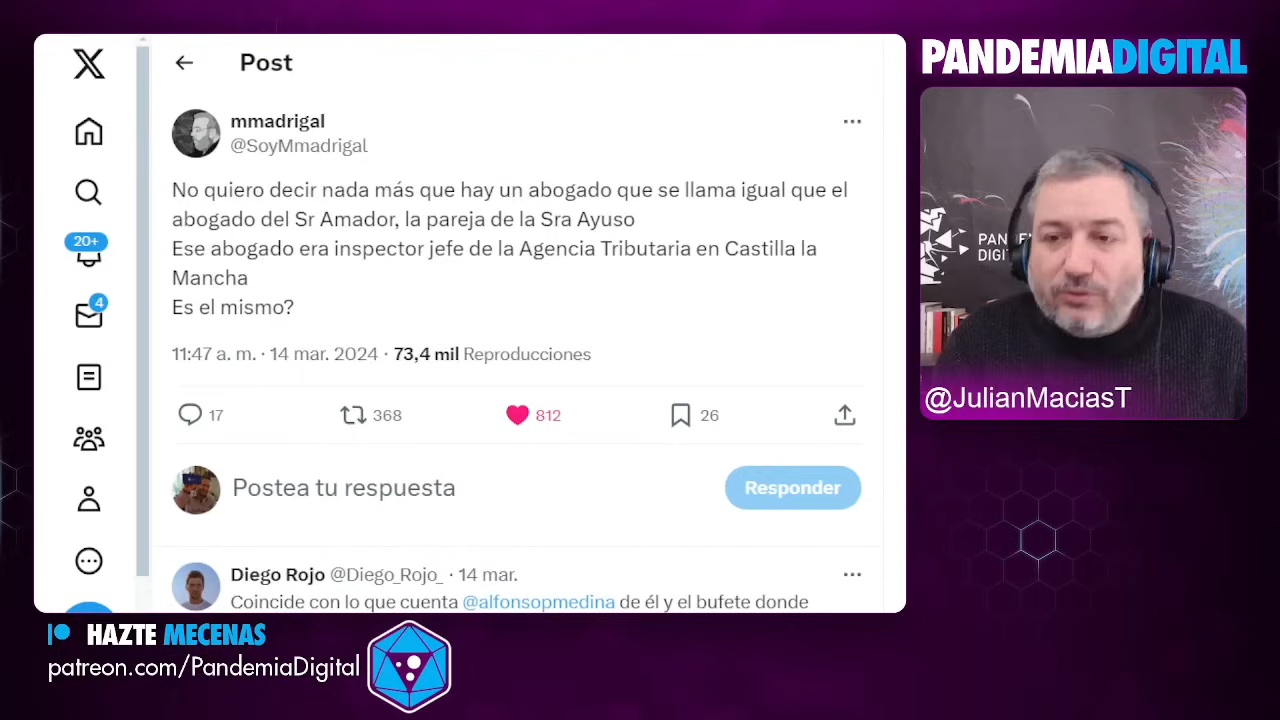 PANDEMIADIGITAL
Post
mmadrigal
@SoyMmadrigal
No quiero decir nada más que hay un abogado que se llama igual que el
abogado del Sr Amador, la pareja de la Sra Ayuso
Ese abogado era inspector jefe de la Agencia Tributaria en Castilla la
Mancha
Es el mismo?
11:47 a. m. · 14 mar. 2024 · 73,4 mil Reproducciones
17 368 812 26
Postea tu respuesta
Responder
Diego Rojo @Diego_Rojo_ · 14 mar.
Coincide con lo que cuenta @alfonsopmedina de él y el bufete donde
20+
4
@JulianMaciasT
HAZTE MECENAS
patreon.com/PandemiaDigital